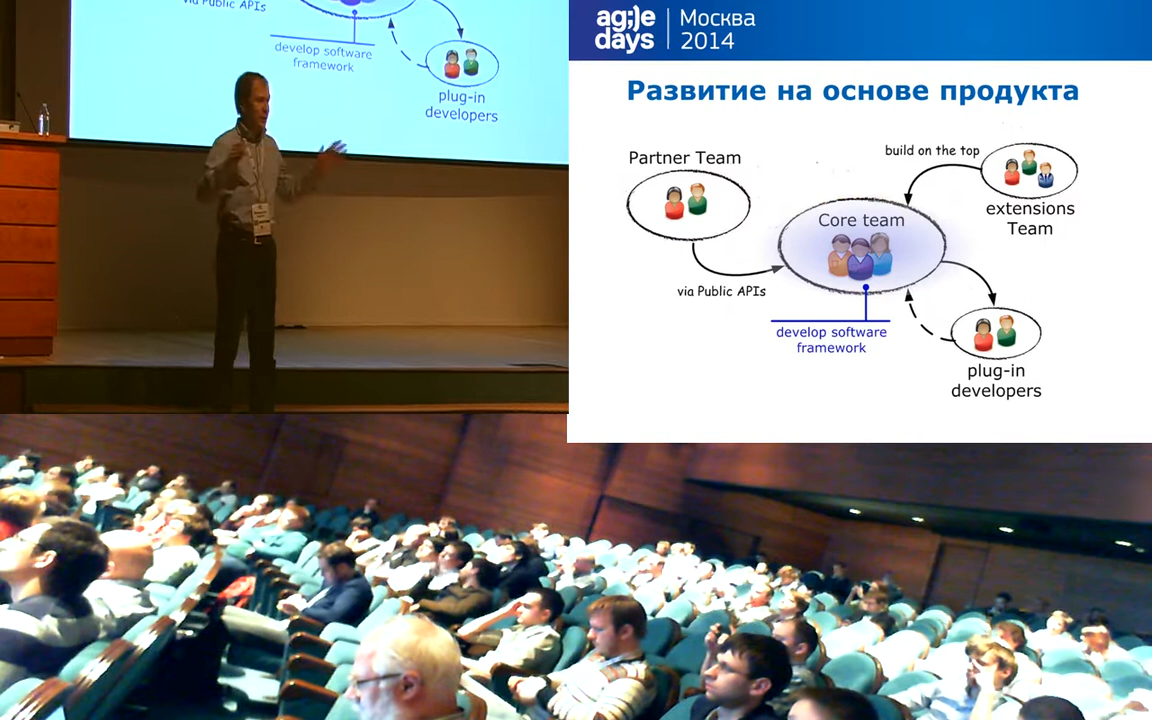 via Public APIs
develop software
framework
plug-in
developers
agile
days
Москва
2014
Развитие на основе продукта
Partner Team
build on the top
extensions
Team
Core team
via Public APIs
develop software
framework
plug-in
developers